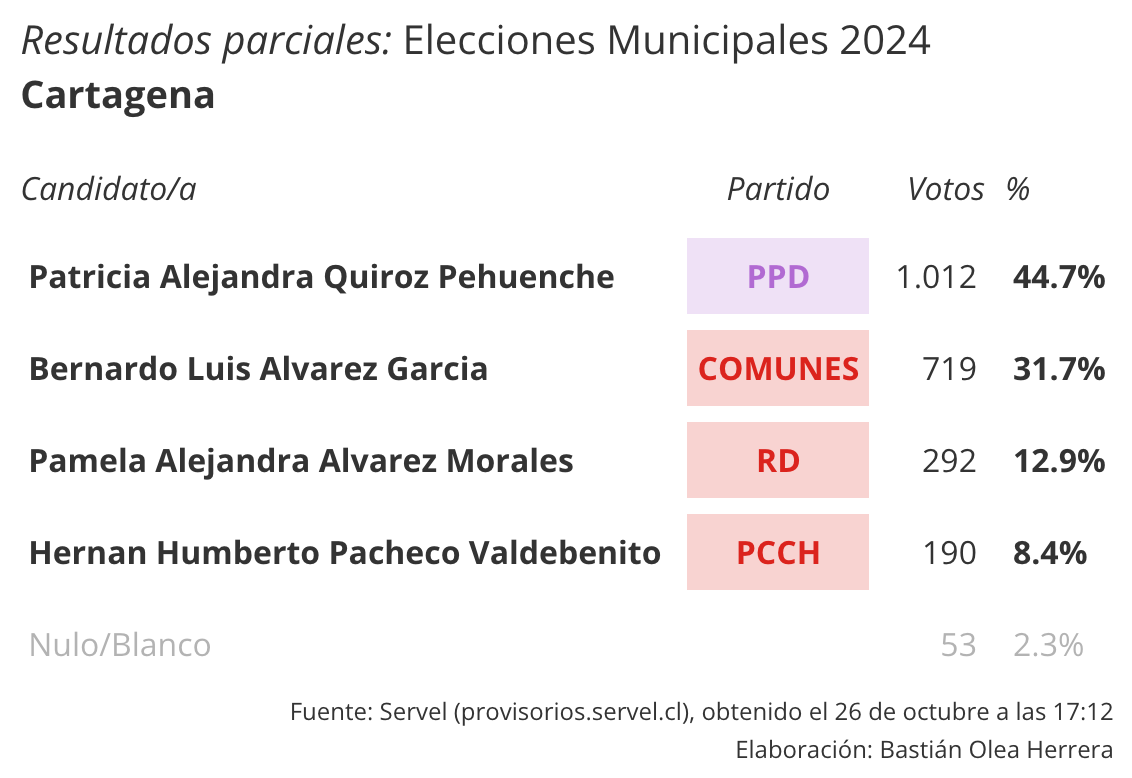 Resultados parciales: Elecciones Municipales 2024
Cartagena
Candidato/a Partido Votos %
Patricia Alejandra Quiroz Pehuenche PPD 1.012 44.7%
Bernardo Luis Alvarez Garcia COMUNES 719 31.7%
Pamela Alejandra Alvarez Morales RD 292 12.9%
Hernan Humberto Pacheco Valdebenito PCCH 190 8.4%
Nulo/Blanco 53 2.3%
Fuente: Servel (provisorios.servel.cl), obtenido el 26 de octubre a las 17:12
Elaboración: Bastián Olea Herrera